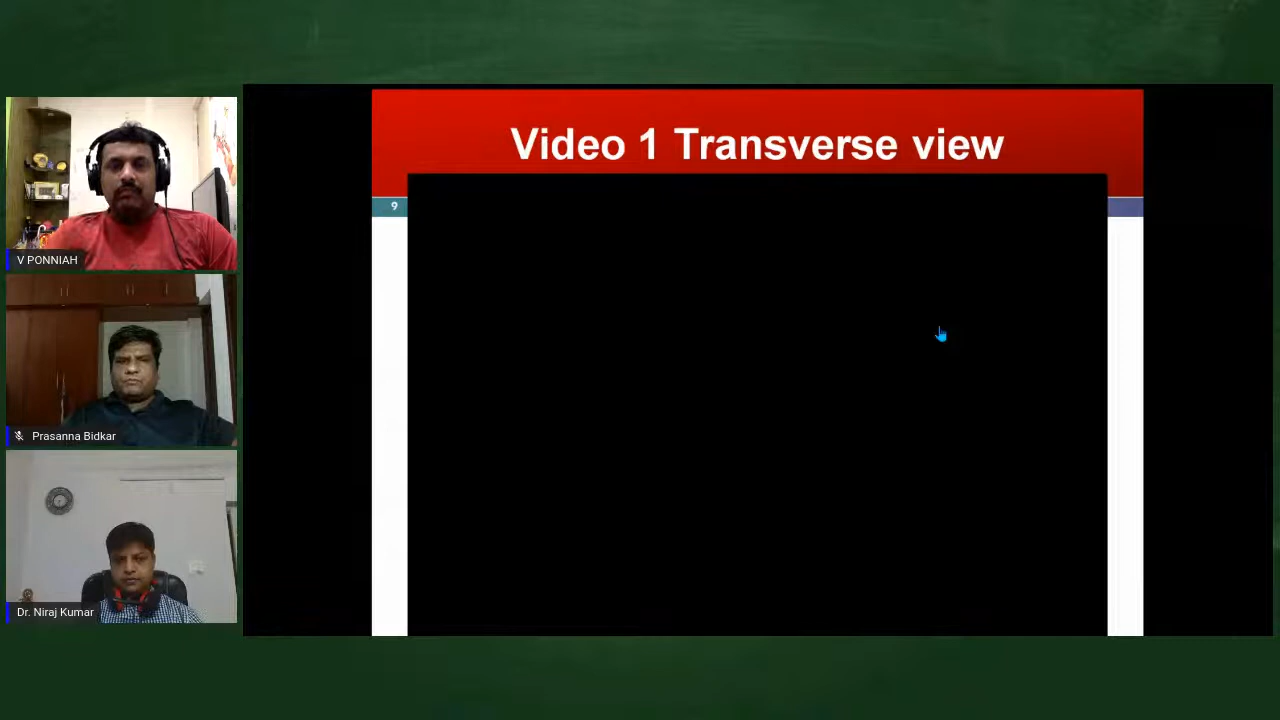 Video 1 Transverse view
9
V PONNIAH
Prasanna Bidkar
Dr. Niraj Kumar